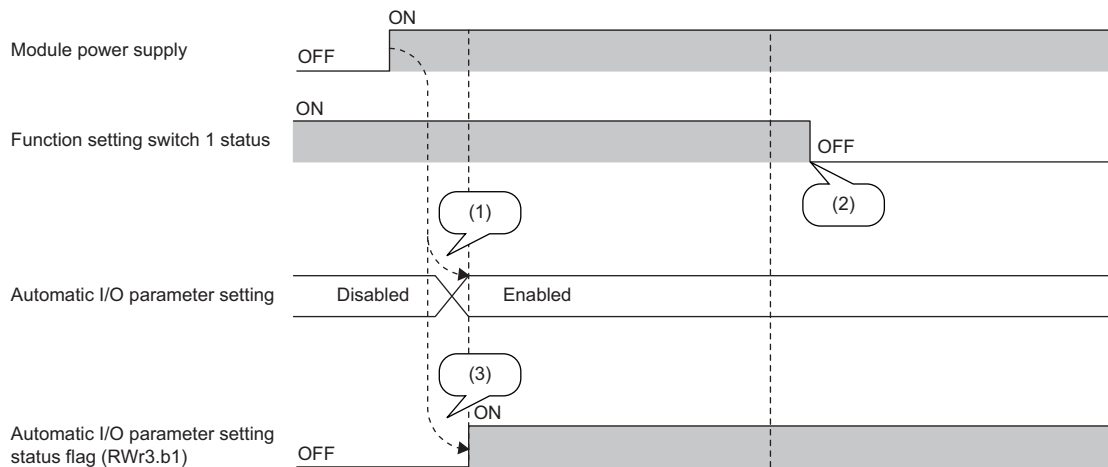 ON
Module power supply
OFF
ON
Function setting switch 1 status
OFF
(1)
(2)
Automatic I/O parameter setting
Disabled
Enabled
(3)
ON
Automatic I/O parameter setting
status flag (RWr3.b1)
OFF